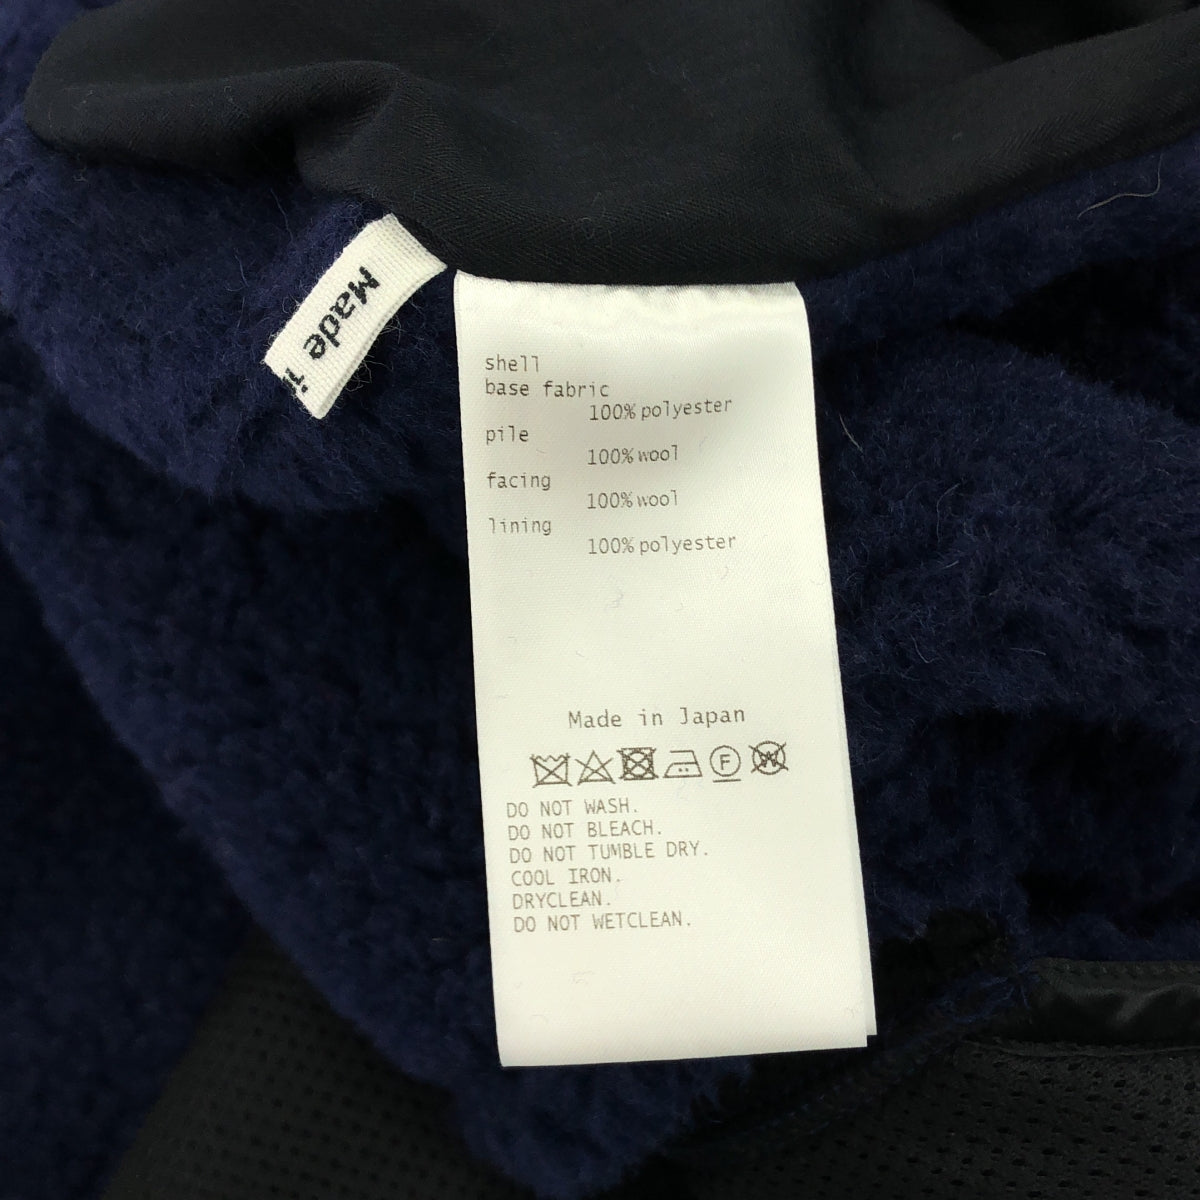 Made in
shell
base fabric
100% polyester
pile
100% wool
facing
100% wool
lining
100% polyester
Made in Japan
F W
DO NOT WASH.
DO NOT BLEACH.
DO NOT TUMBLE DRY.
COOL IRON.
DRYCLEAN.
DO NOT WETCLEAN.